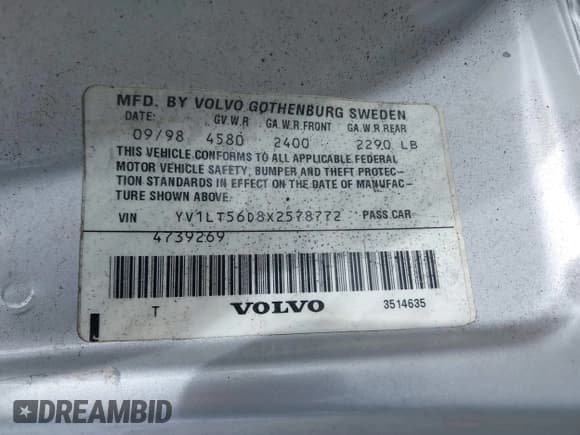 MFD. BY VOLVO GOTHENBURG SWEDEN
DATE: G.V.W.R GA.W.R.FRONT GA.W.R REAR
09/98 4580 2400 2290 LB
THIS VEHICLE CONFORMS TO ALL APPLICABLE FEDERAL
MOTOR VEHICLE SAFETY, BUMPER AND THEFT PROTEC-
TION STANDARDS IN EFFECT ON THE DATE OF MANUFAC-
TURE SHOWN ABOVE.
VIN YV1LT56D8X2578772 PASS.CAR
4739269
T VOLVO 3514635
DREAMBID